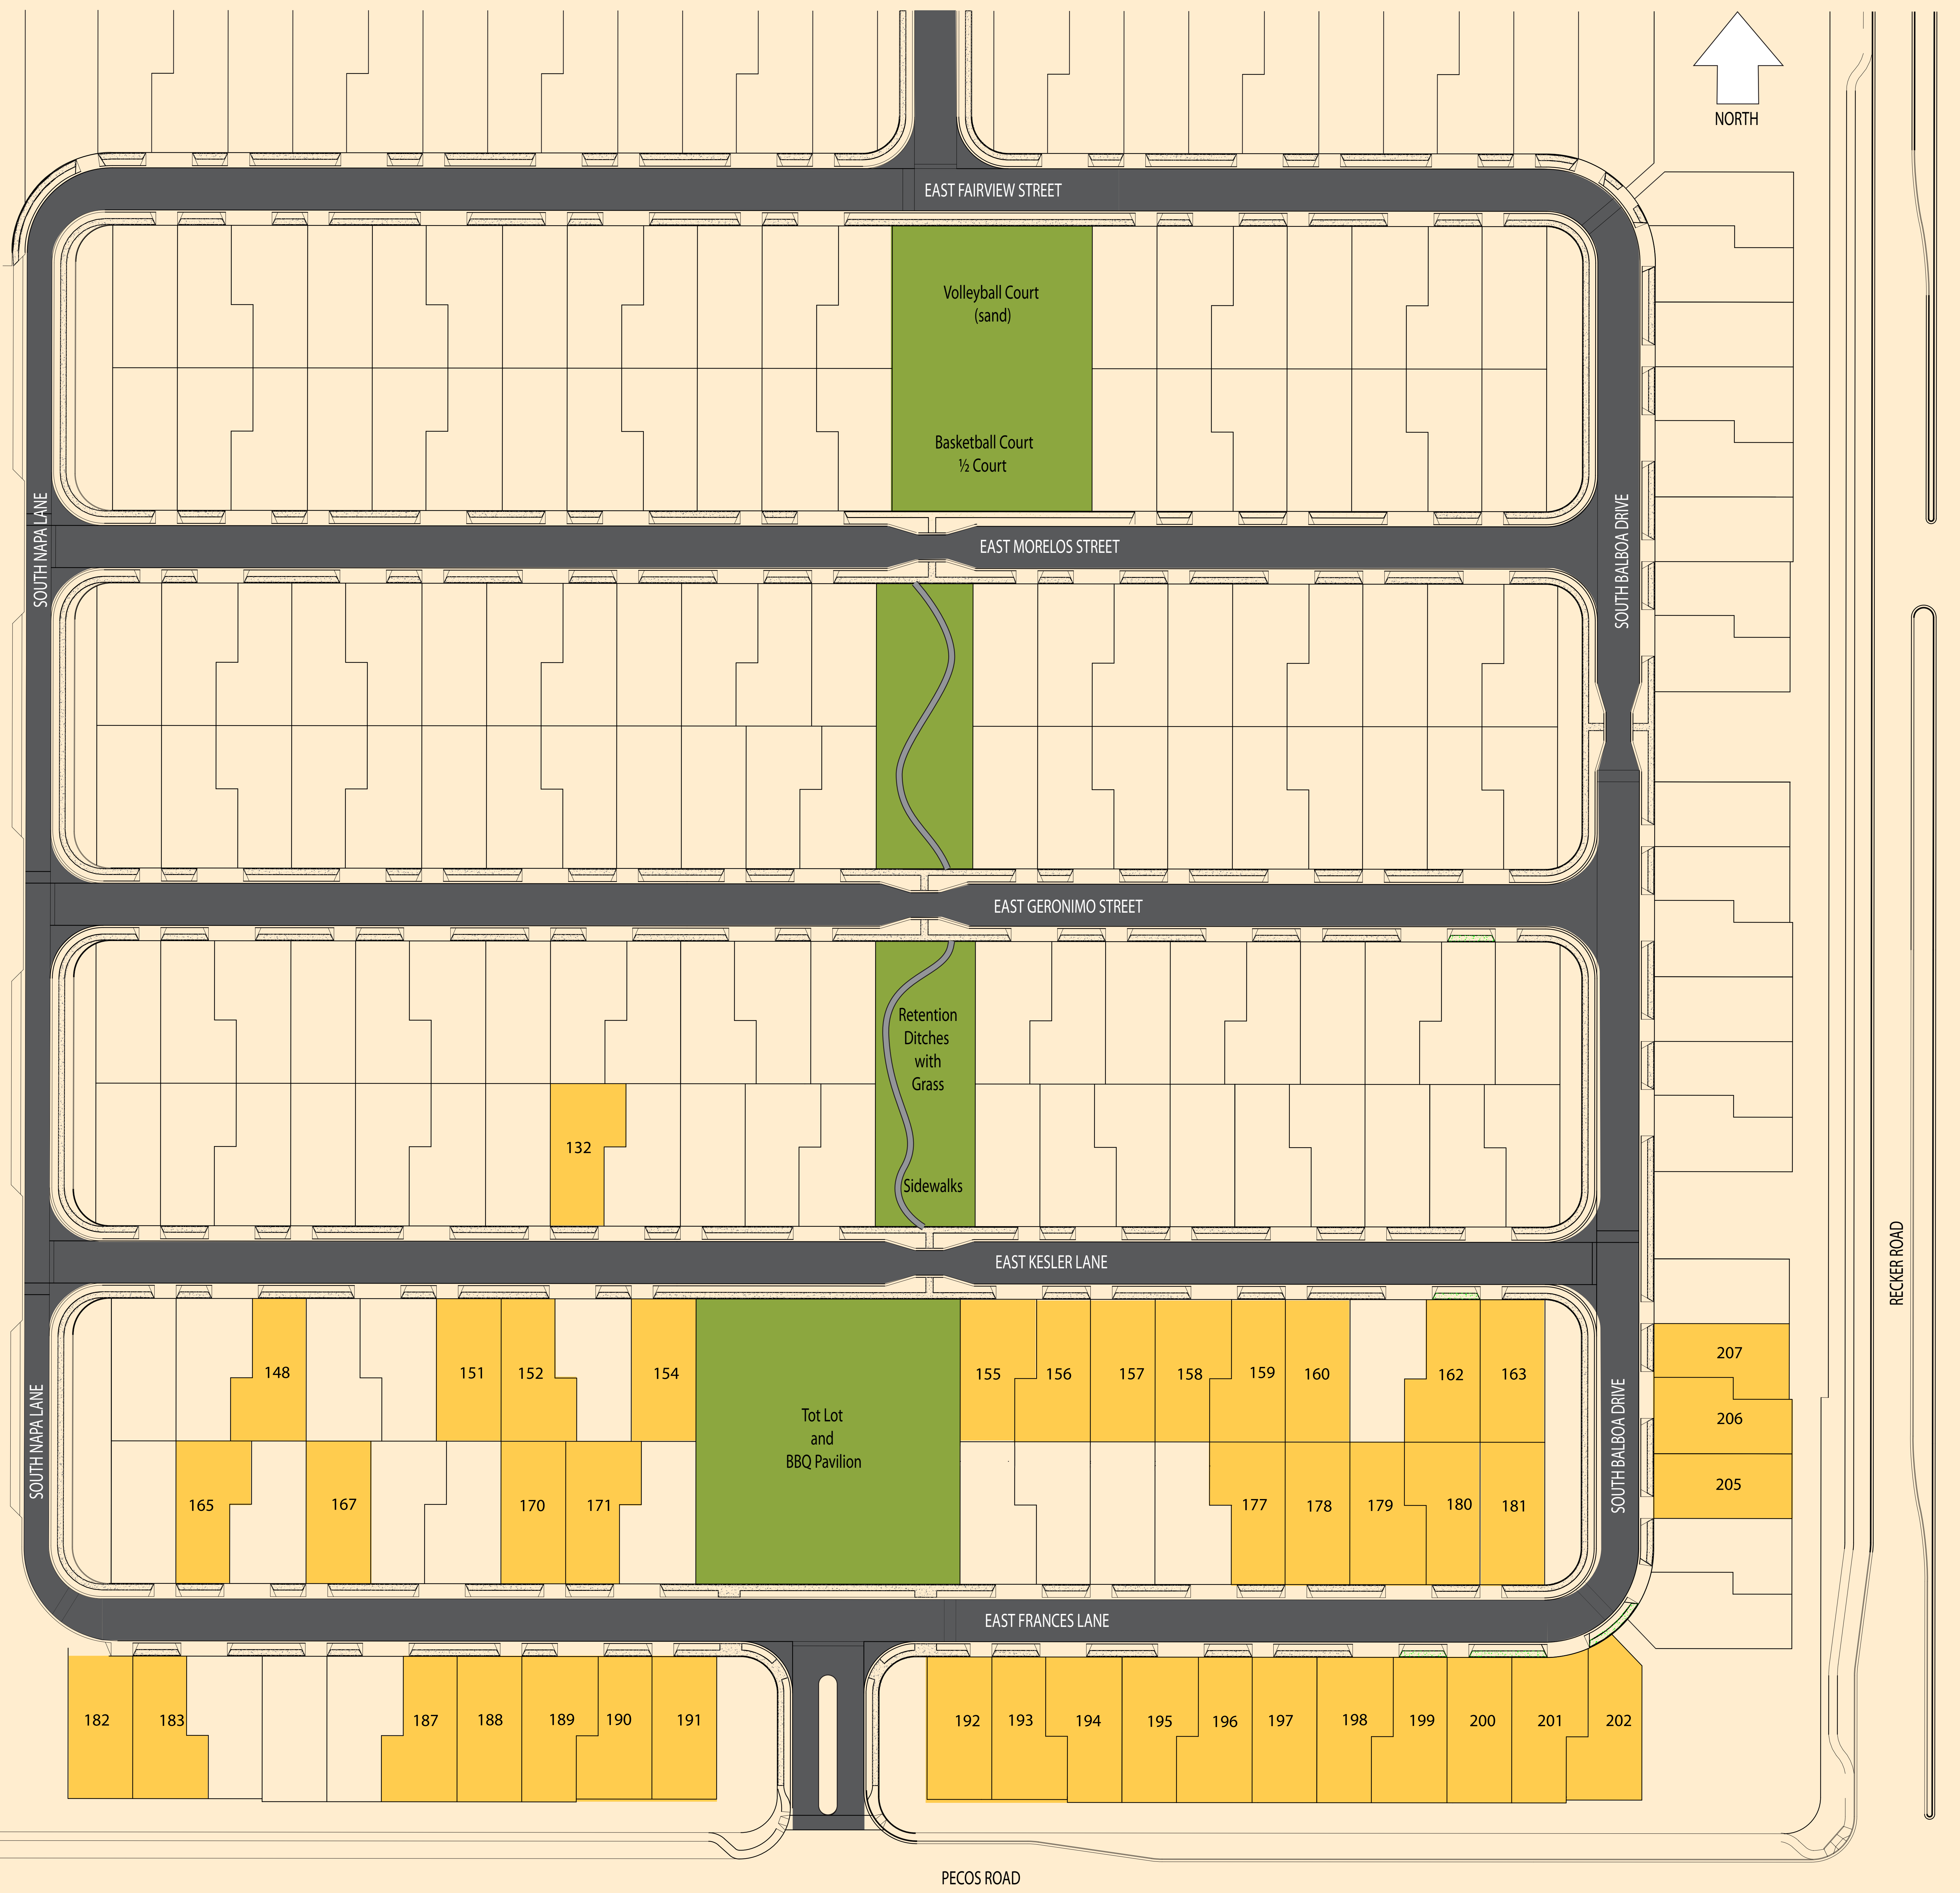 NORTH
EAST FAIRVIEW STREET
Volleyball Court
(sand)
Basketball Court
½ Court
SOUTH NAPA LANE
SOUTH BALBOA DRIVE
EAST MORELOS STREET
EAST GERONIMO STREET
Retention
Ditches
with
Grass
132
Sidewalks
RECKER ROAD
EAST KESLER LANE
148
151
152
154
155
156
157
158
159
160
162
163
207
206
205
Tot Lot
and
BBQ Pavilion
SOUTH NAPA LANE
SOUTH BALBOA DRIVE
165
167
170
171
177
178
179
180
181
EAST FRANCES LANE
182
183
187
188
189
190
191
192
193
194
195
196
197
198
199
200
201
202
PECOS ROAD